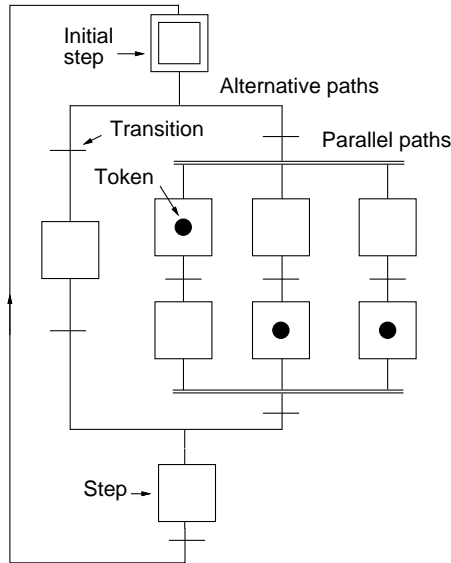 Initial
step
Alternative paths
Transition
Parallel paths
Token
Step